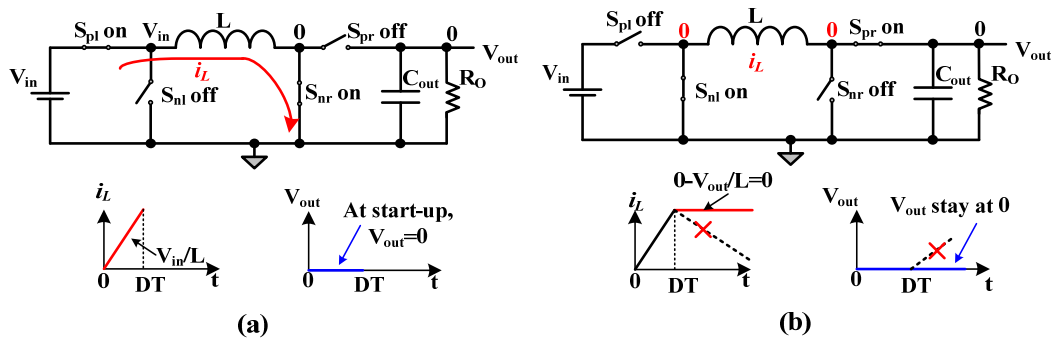 S_pl on V_in L 0 S_pr off 0 V_out
V_in S_nl off i_L S_nr on C_out R_O
i_L V_out
V_in/L At start-up,
V_out=0
0 DT t 0 DT t
(a)
S_pl off 0 L 0 S_pr on 0 V_out
V_in S_nl on i_L S_nr off C_out R_O
i_L 0-V_out/L=0 V_out
V_out stay at 0
0 DT t 0 DT t
(b)